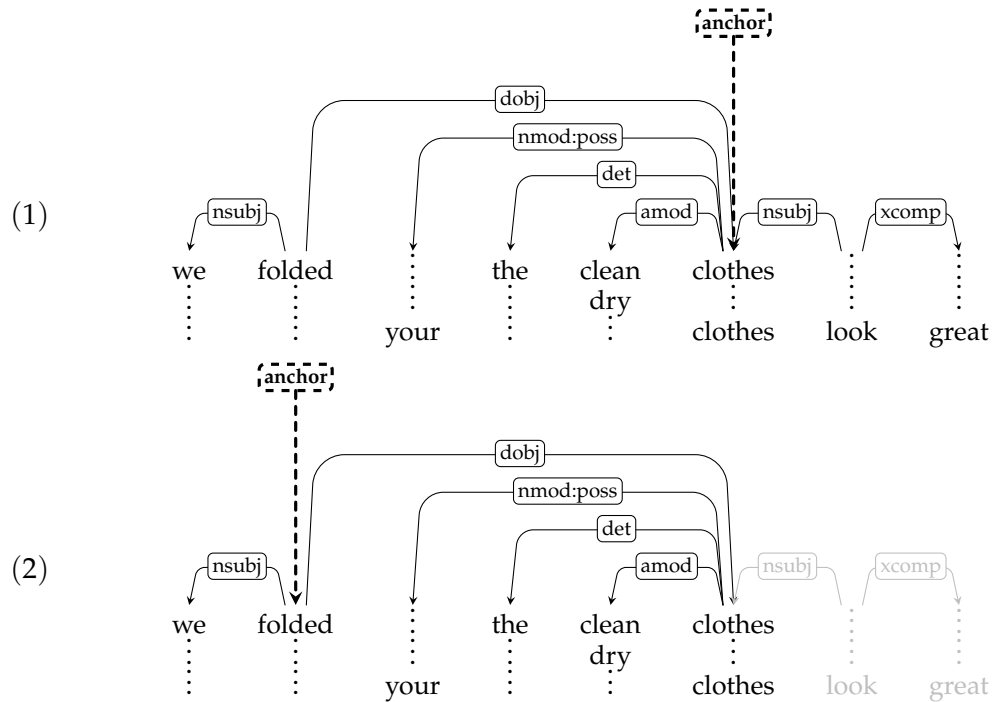 anchor
dobj
nmod:poss
det
(1) nsubj amod nsubj xcomp
we folded the clean clothes
dry
your clothes look great
anchor
dobj
nmod:poss
det
(2) nsubj amod nsubj xcomp
we folded the clean clothes
dry
your clothes look great